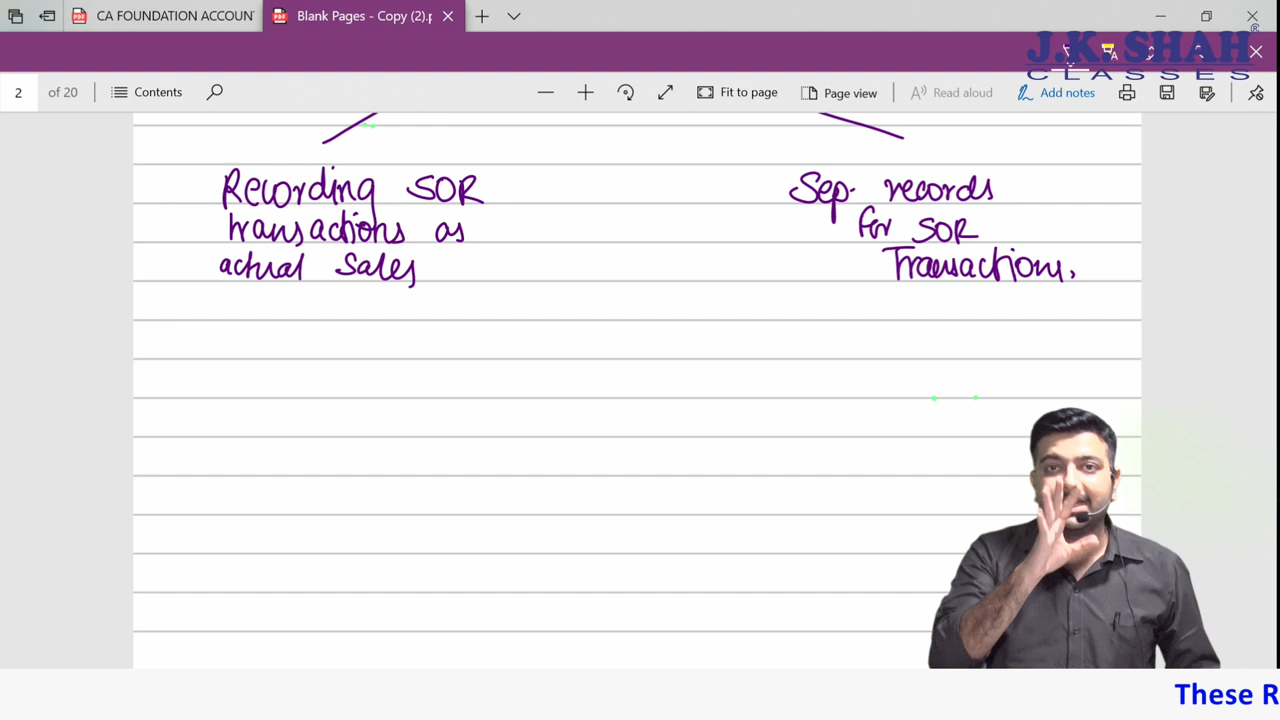 CA FOUNDATION ACCOUN
Blank Pages - Copy (2).p
J.K. SHAH®
CLASSES
2 of 20
Contents
Fit to page
Page view
Read aloud
Add notes
Recording SOR
transactions as
actual Sales
Sep. records
for SOR
Transactions.
These R